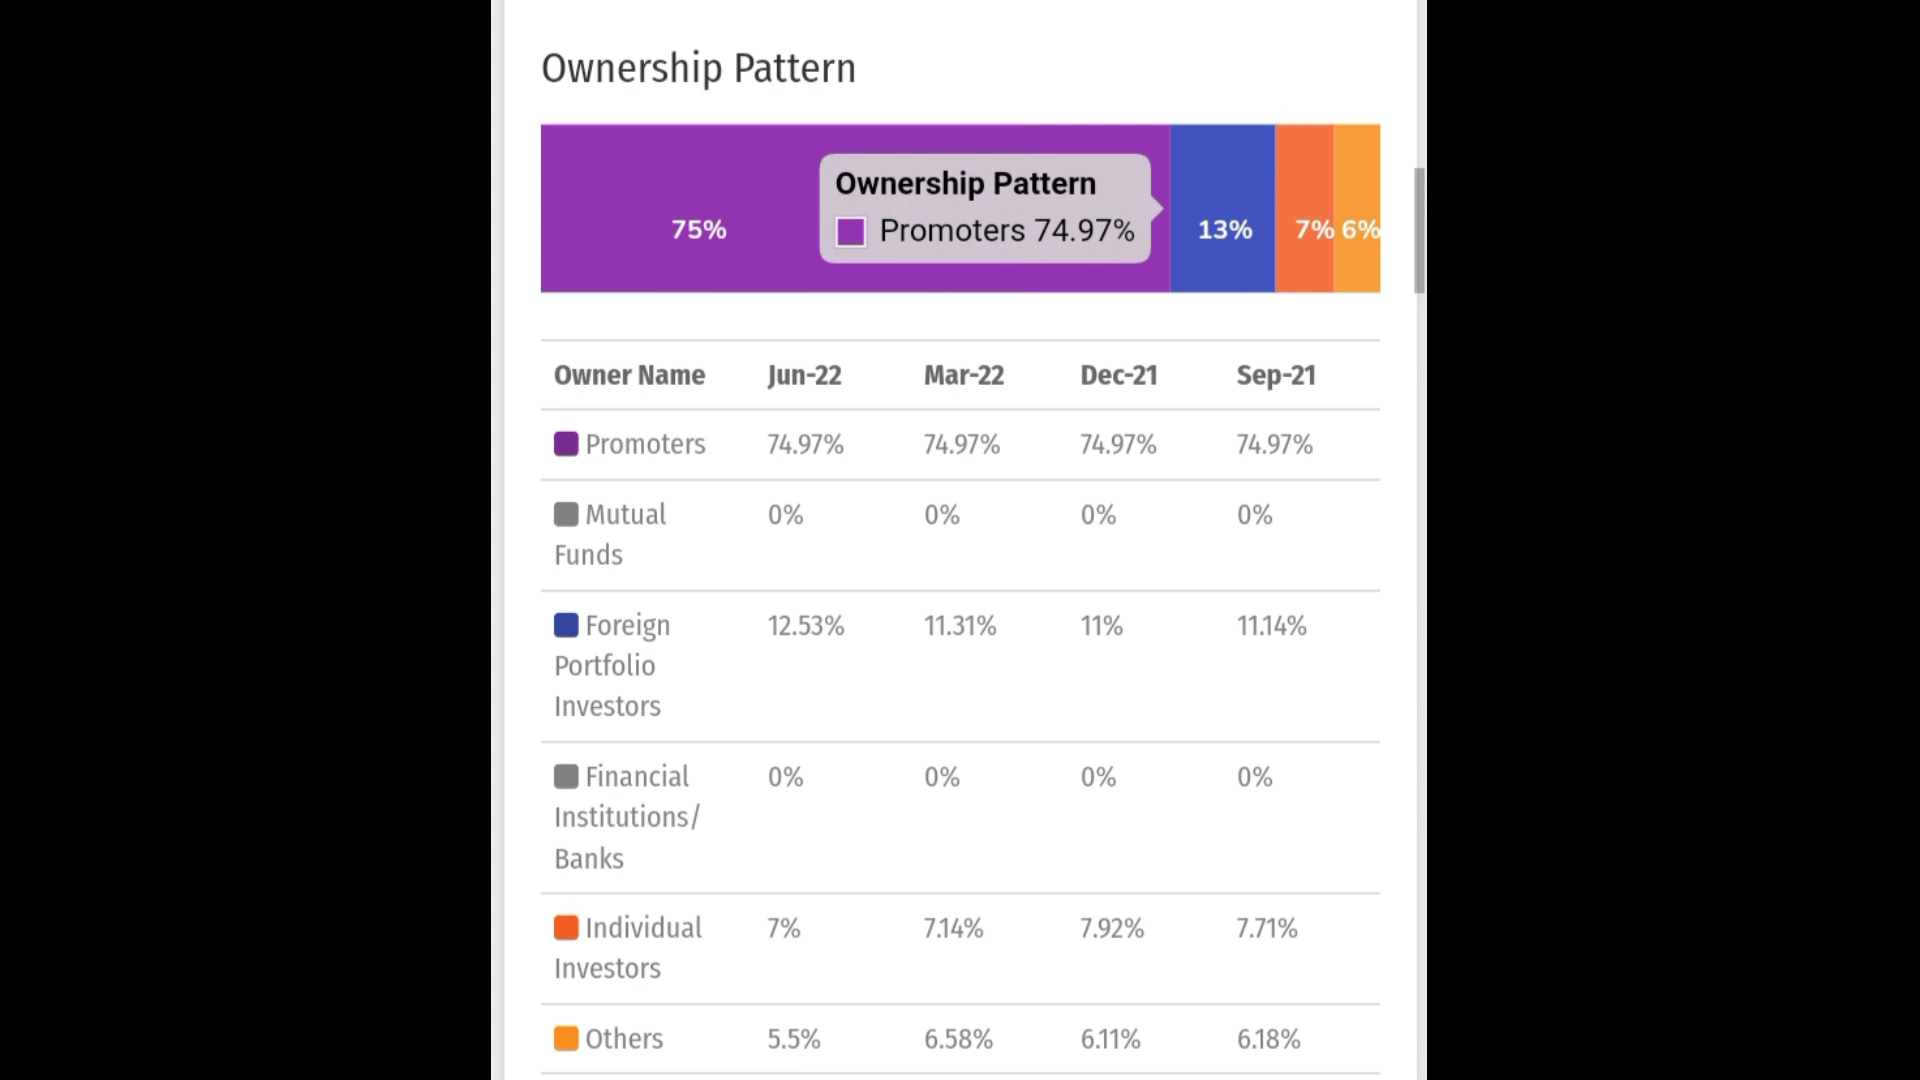 Ownership Pattern
Ownership Pattern
75%
Promoters 74.97%
13%
7%
6%
Owner Name Jun-22 Mar-22 Dec-21 Sep-21
Promoters 74.97% 74.97% 74.97% 74.97%
Mutual 0% 0% 0% 0%
Funds
Foreign 12.53% 11.31% 11% 11.14%
Portfolio
Investors
Financial 0% 0% 0% 0%
Institutions/
Banks
Individual 7% 7.14% 7.92% 7.71%
Investors
Others 5.5% 6.58% 6.11% 6.18%